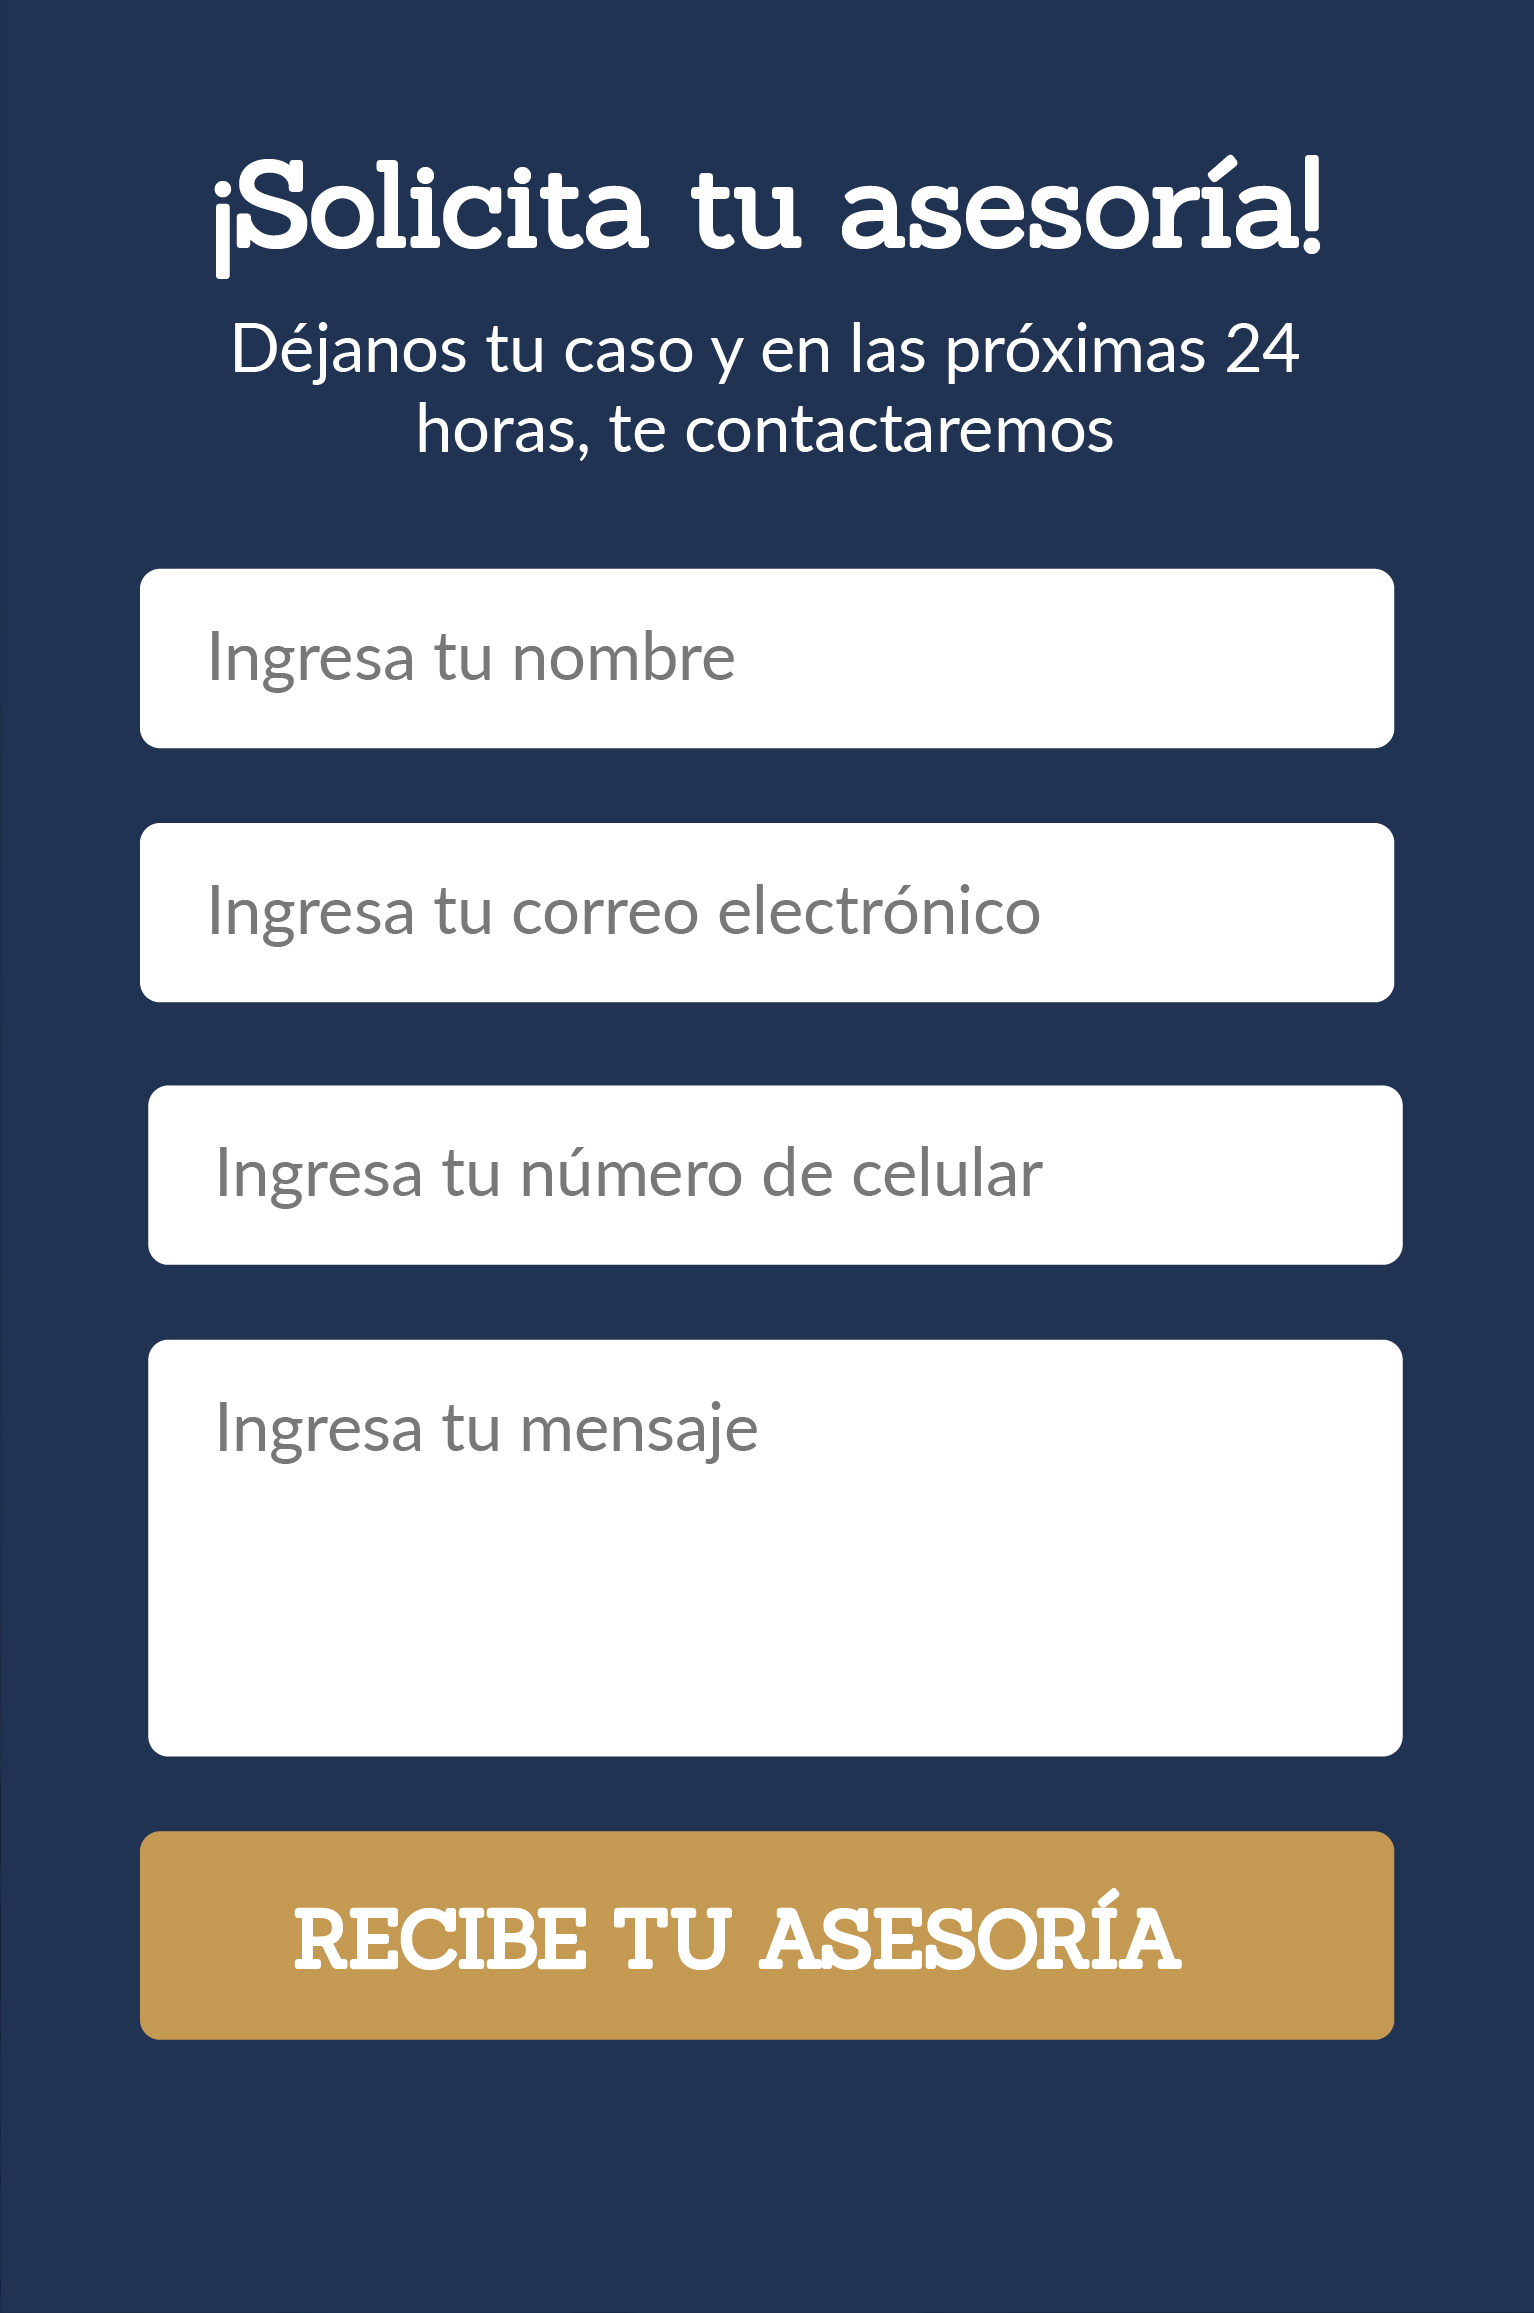 ¡Solicita tu asesoría!
Déjanos tu caso y en las próximas 24
horas, te contactaremos
Ingresa tu nombre
Ingresa tu correo electrónico
Ingresa tu número de celular
Ingresa tu mensaje
RECIBE TU ASESORÍA